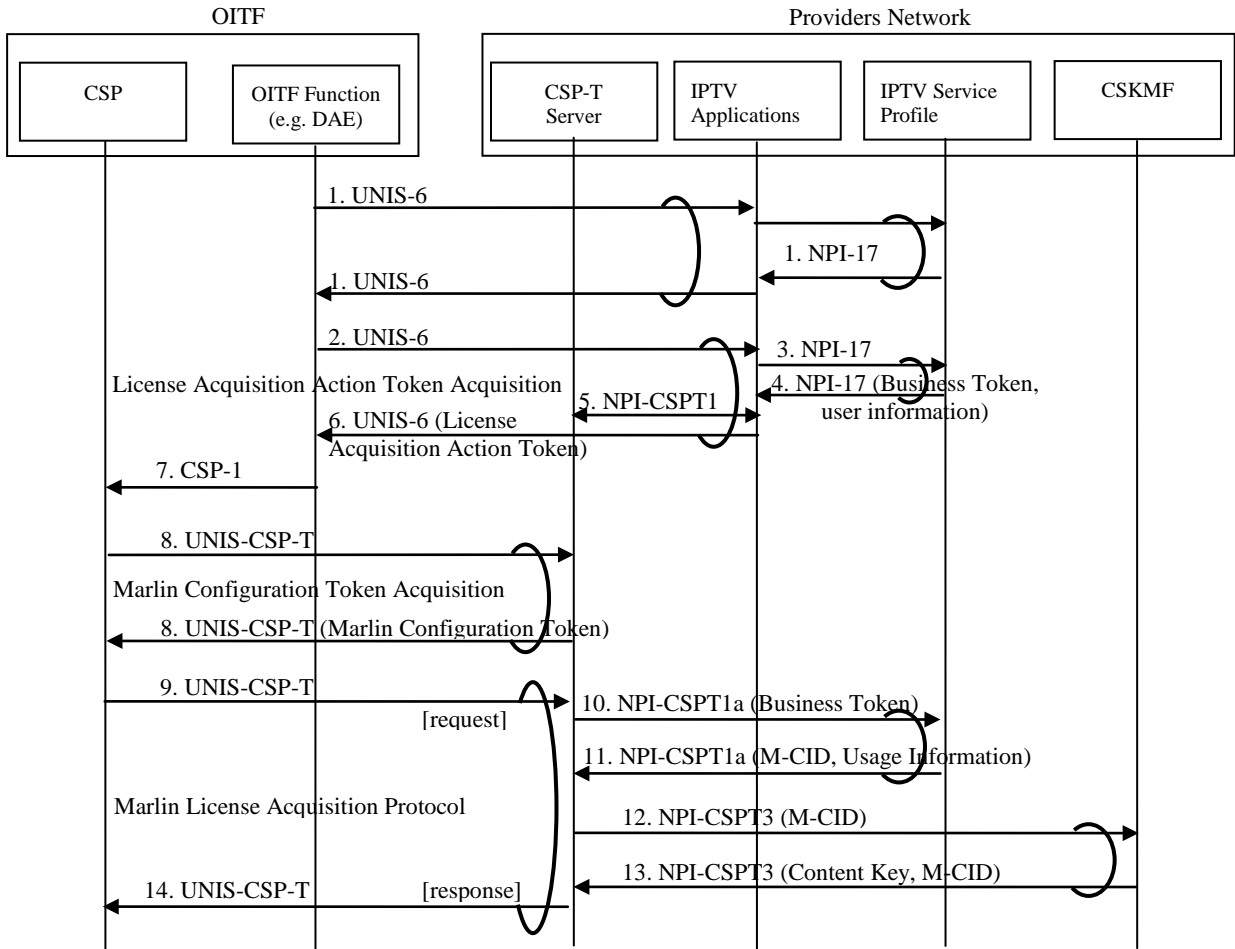 OITF
Providers Network
CSP
OITF Function
(e.g. DAE)
CSP-T
Server
IPTV
Applications
IPTV Service
Profile
CSKMF
1. UNIS-6
1. NPI-17
1. UNIS-6
2. UNIS-6
3. NPI-17
License Acquisition Action Token Acquisition
4. NPI-17 (Business Token,
user information)
5. NPI-CSPT1
6. UNIS-6 (License
Acquisition Action Token)
7. CSP-1
8. UNIS-CSP-T
Marlin Configuration Token Acquisition
8. UNIS-CSP-T (Marlin Configuration Token)
9. UNIS-CSP-T
[request]
10. NPI-CSPT1a (Business Token)
11. NPI-CSPT1a (M-CID, Usage Information)
Marlin License Acquisition Protocol
12. NPI-CSPT3 (M-CID)
13. NPI-CSPT3 (Content Key, M-CID)
14. UNIS-CSP-T
[response]